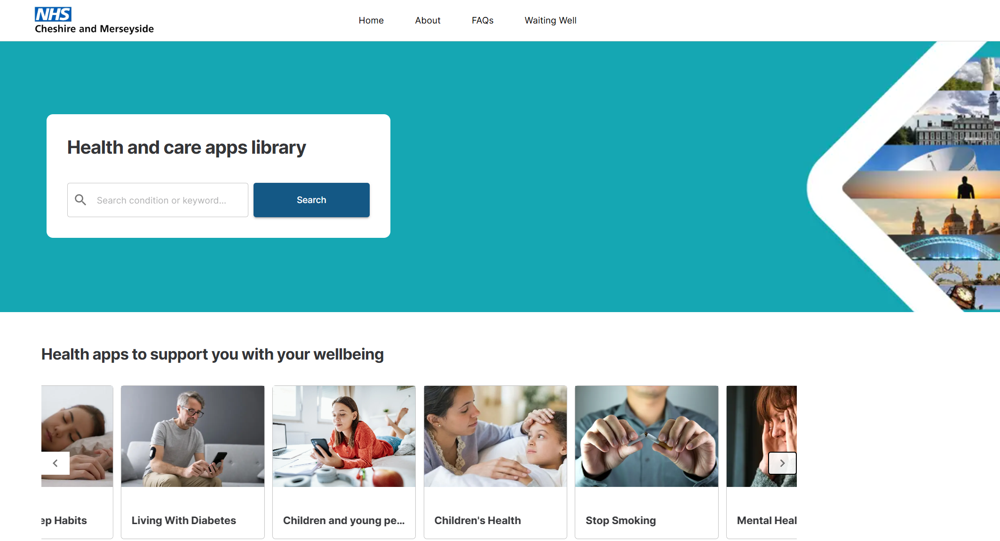 NHS
Cheshire and Merseyside
Home
About
FAQs
Waiting Well
Health and care apps library
Search condition or keyword...
Search
Health apps to support you with your wellbeing
ep Habits
Living With Diabetes
Children and young pe...
Children's Health
Stop Smoking
Mental Heal